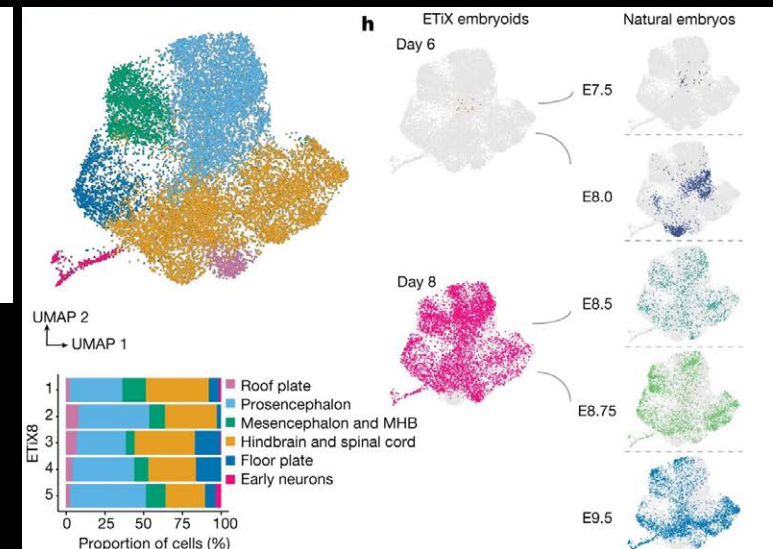 h
ETiX embryoids
Natural embryos
Day 6
E7.5
E8.0
Day 8
E8.5
E8.75
E9.5
UMAP 2
UMAP 1
ETiX8
1
2
3
4
5
0 25 50 75 100
Proportion of cells (%)
Roof plate
Prosencephalon
Mesencephalon and MHB
Hindbrain and spinal cord
Floor plate
Early neurons